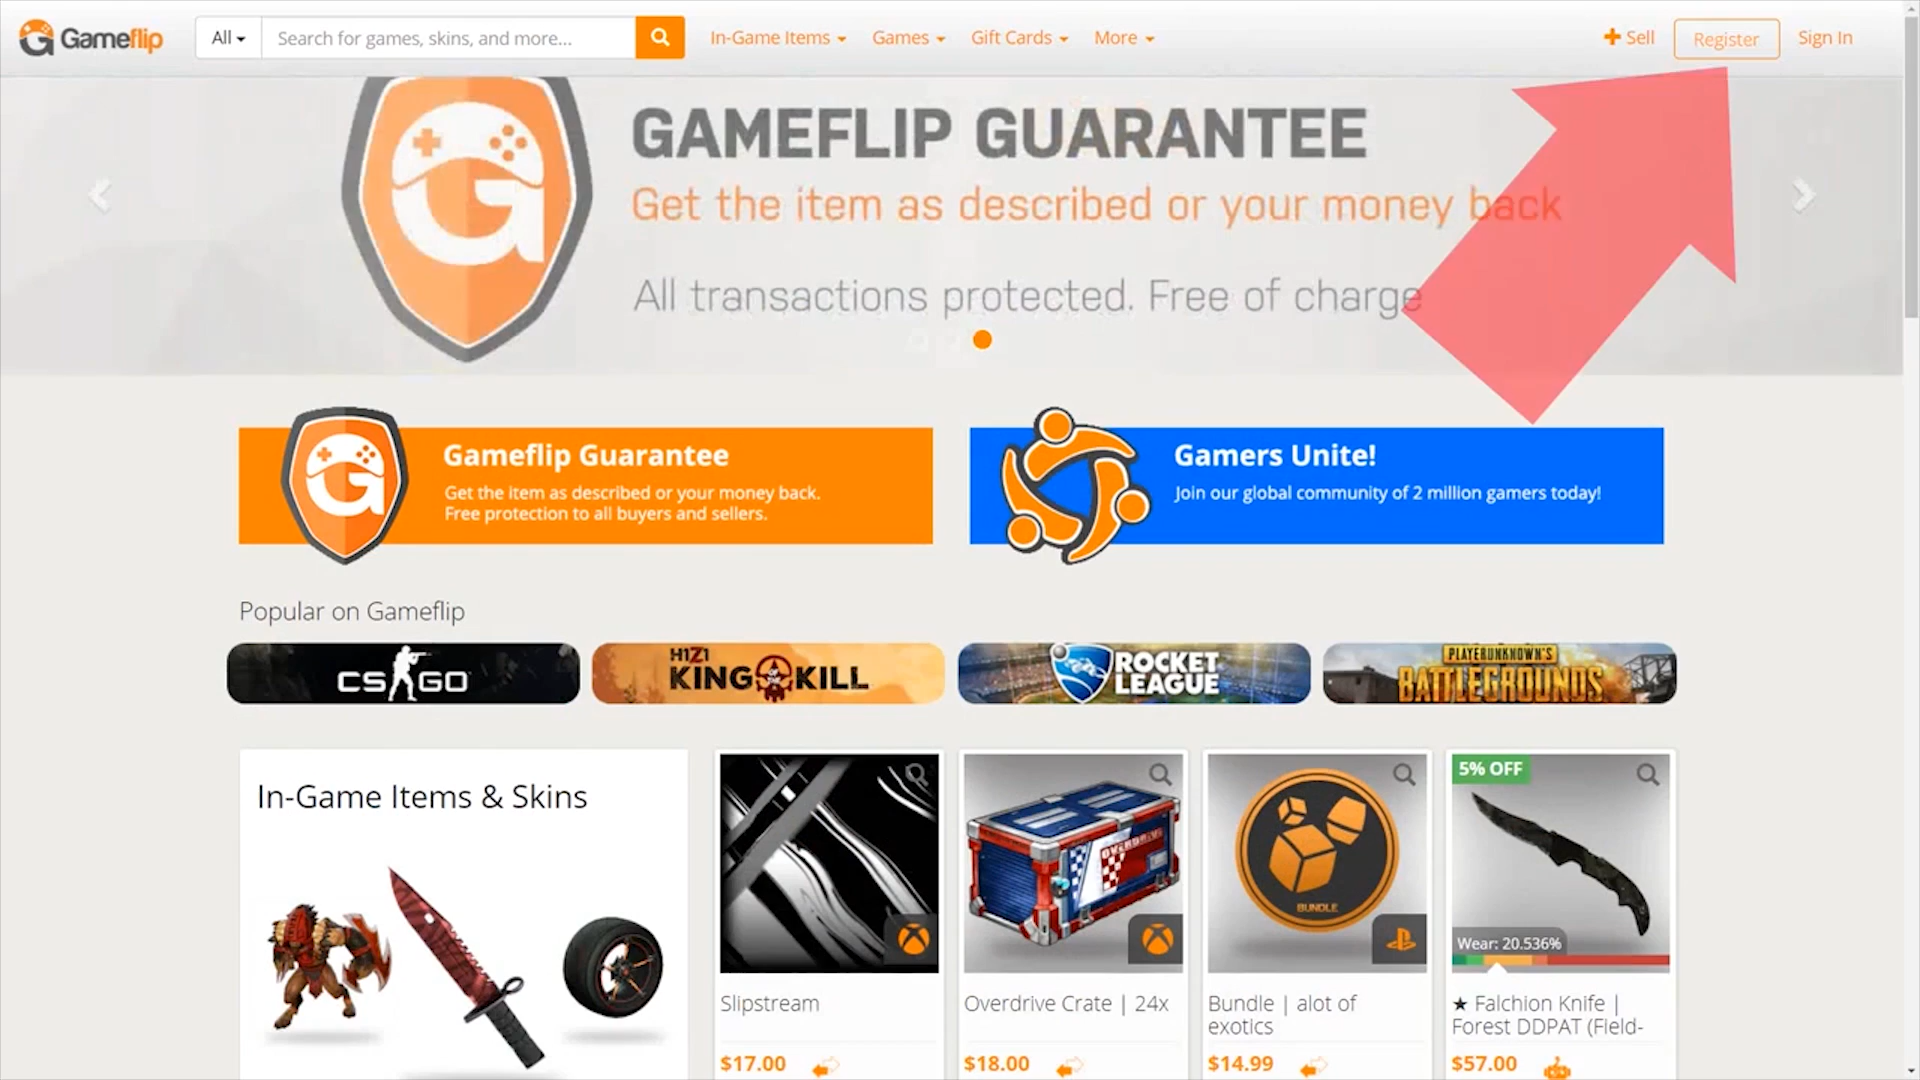 Gameflip
All
Search for games, skins, and more...
In-Game Items
Games
Gift Cards
More
Sell
Register
Sign In
GAMEFLIP GUARANTEE
Get the item as described or your money back
All transactions protected. Free of charge
Gameflip Guarantee
Get the item as described or your money back.
Free protection to all buyers and sellers.
Gamers Unite!
Join our global community of 2 million gamers today!
Popular on Gameflip
CS GO
H1Z1
KING KILL
ROCKET
LEAGUE
PLAYERUNKNOWN'S
BATTLEGROUNDS
In-Game Items & Skins
OVERDRIVE
BUNDLE
5% OFF
Wear: 20.536%
Slipstream
$17.00
Overdrive Crate | 24x
$18.00
Bundle | alot of
exotics
$14.99
★ Falchion Knife |
Forest DDPAT (Field-
$57.00